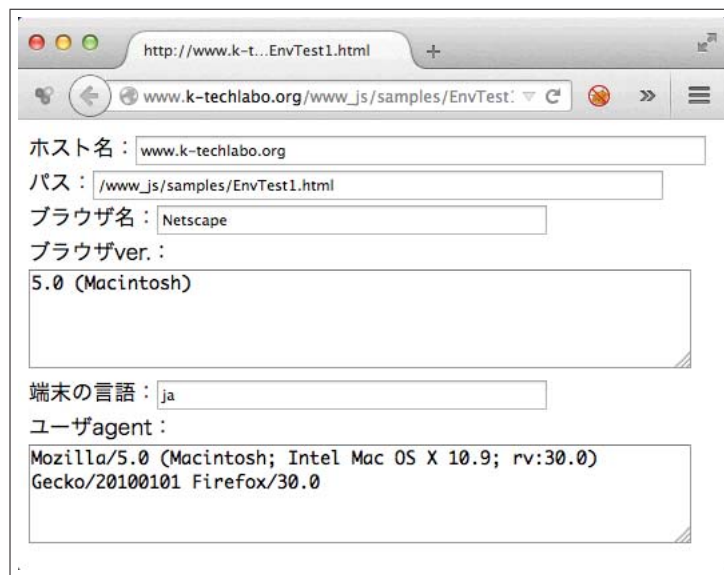 http://www.k-t...EnvTest1.html
www.k-techlabo.org/www_js/samples/EnvTest1
ホスト名：www.k-techlabo.org
パス：/www_js/samples/EnvTest1.html
ブラウザ名：Netscape
ブラウザver.：
5.0 (Macintosh)
端末の言語：ja
ユーザagent：
Mozilla/5.0 (Macintosh; Intel Mac OS X 10.9; rv:30.0)
Gecko/20100101 Firefox/30.0